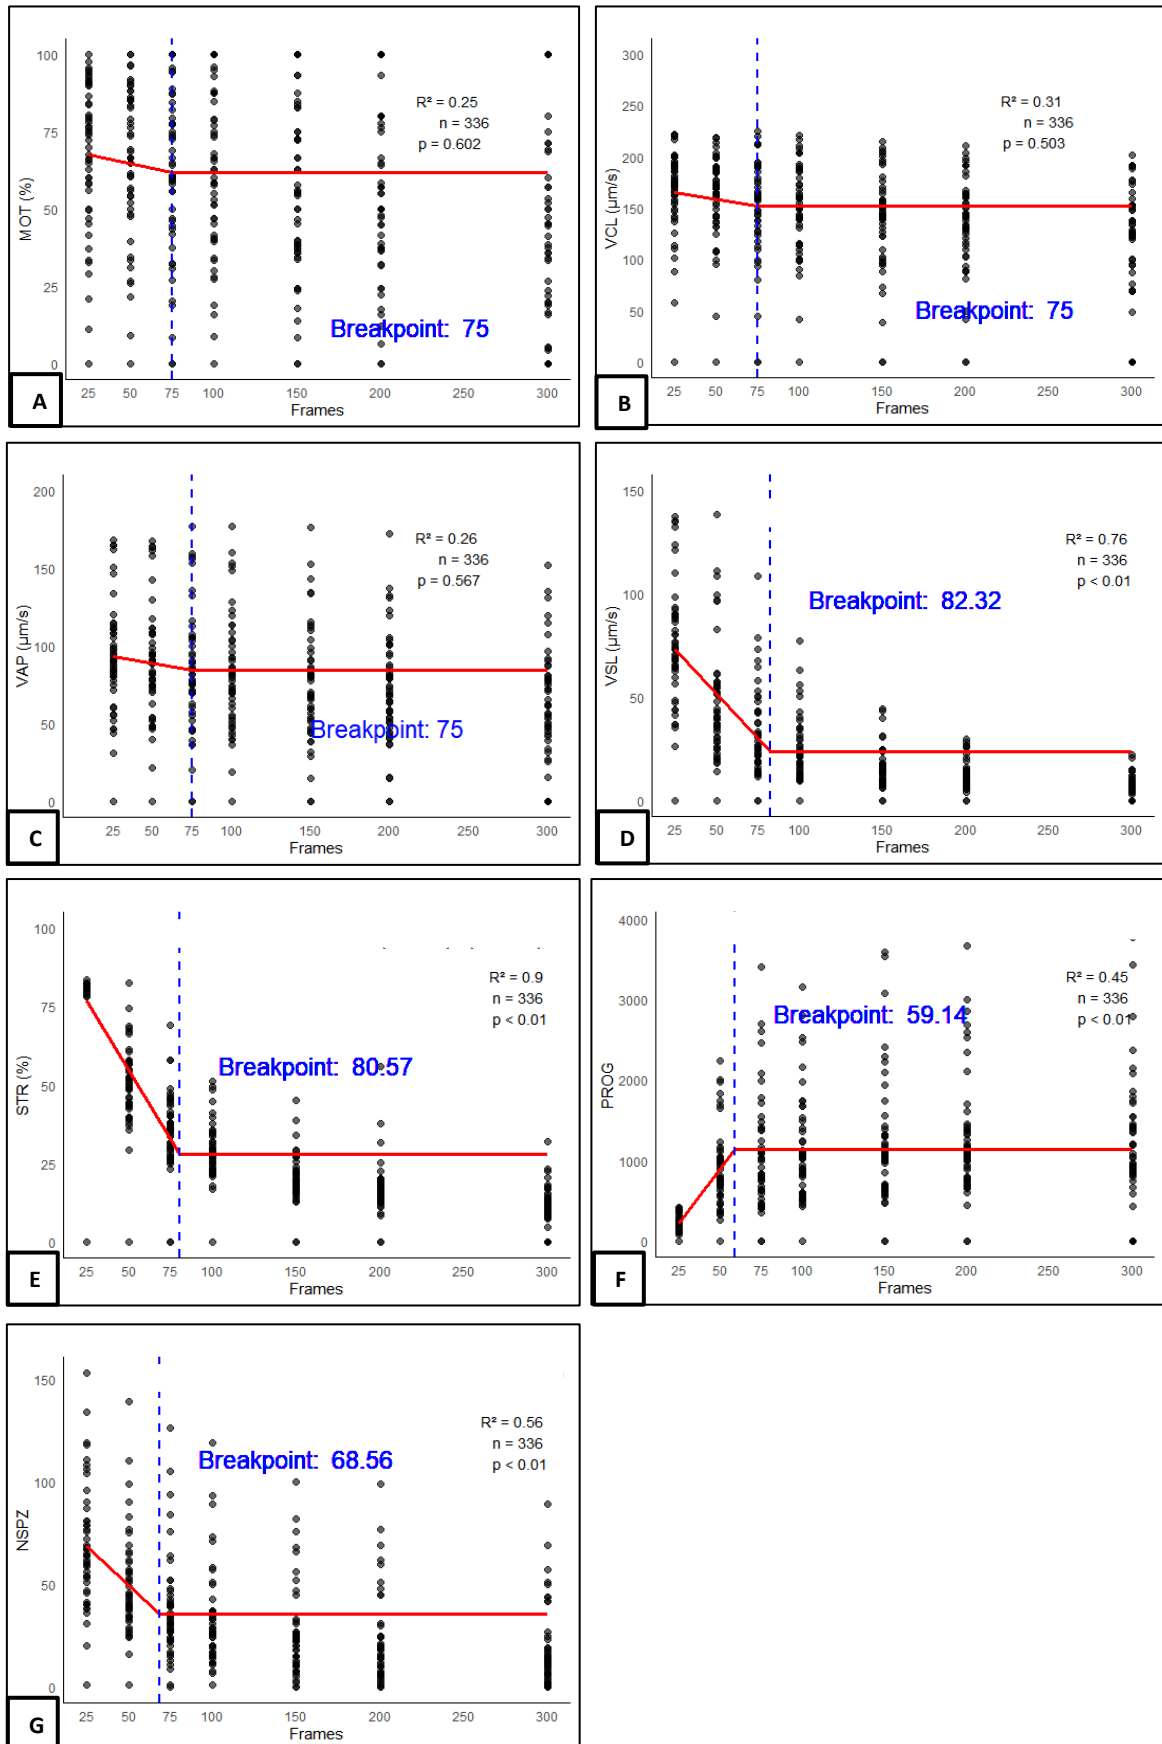 100
75
50
25
0
MOT (%)
R² = 0.25
n = 336
p = 0.602
Breakpoint: 75
25 50 75 100 150 200 250 300
Frames
A
300
250
200
150
100
50
0
VCL (µm/s)
R² = 0.31
n = 336
p = 0.503
Breakpoint: 75
25 50 75 100 150 200 250 300
Frames
B
200
150
100
50
0
VAP (µm/s)
R² = 0.26
n = 336
p = 0.567
Breakpoint: 75
25 50 75 100 150 200 250 300
Frames
C
150
100
50
0
VSL (µm/s)
R² = 0.76
n = 336
p < 0.01
Breakpoint: 82.32
25 50 75 100 150 200 250 300
Frames
D
100
75
50
25
0
STR (%)
R² = 0.9
n = 336
p < 0.01
Breakpoint: 80.57
25 50 75 100 150 200 250 300
Frames
E
4000
3000
2000
1000
0
PROG
R² = 0.45
n = 336
p < 0.01
Breakpoint: 59.14
25 50 75 100 150 200 250 300
Frames
F
150
100
50
0
NSPZ
R² = 0.56
n = 336
p < 0.01
Breakpoint: 68.56
25 50 75 100 150 200 250 300
Frames
G